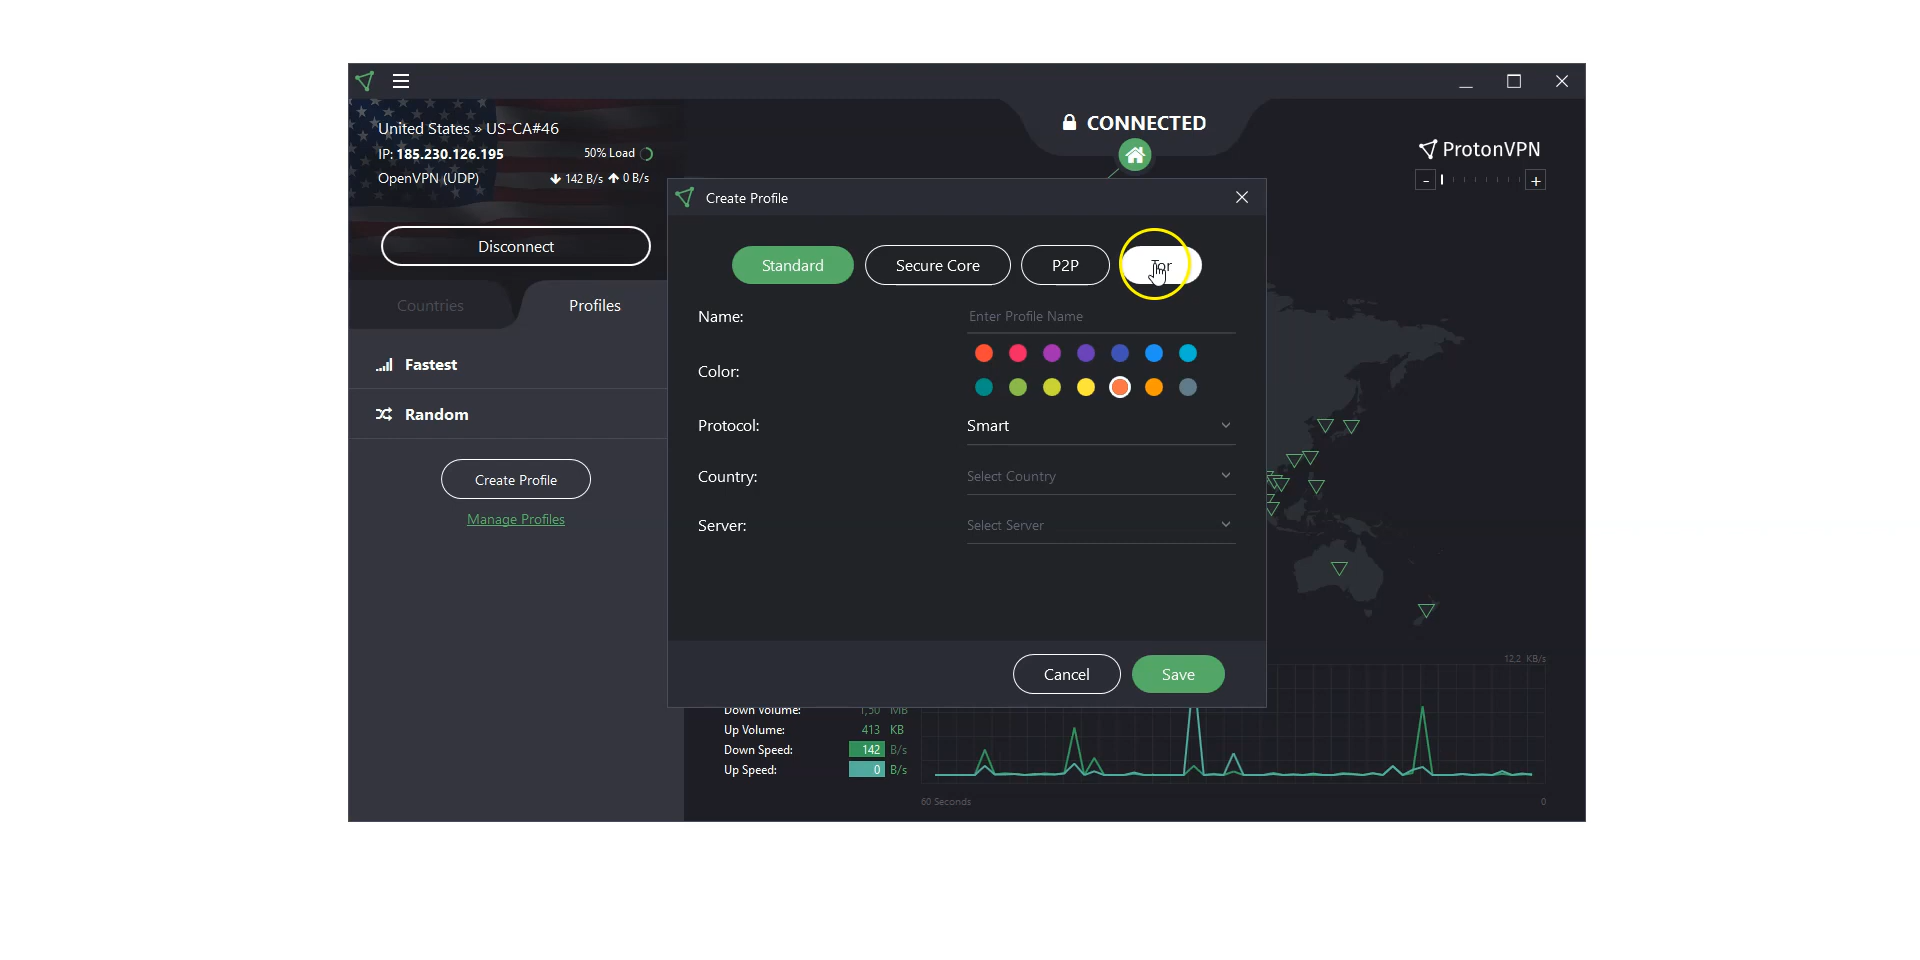 United States » US-CA#46
IP: 185.230.126.195
50% Load
OpenVPN (UDP)
142 B/s
0 B/s
Disconnect
Countries
Profiles
Fastest
Random
Create Profile
Manage Profiles
CONNECTED
ProtonVPN
-
+
Create Profile
Standard
Secure Core
P2P
Tor
Name:
Enter Profile Name
Color:
Protocol:
Smart
Country:
Select Country
Server:
Select Server
Cancel
Save
Down Volume: 1,50 MB
Up Volume: 413 KB
Down Speed: 142 B/s
Up Speed: 0 B/s
12,2 KB/s
60 Seconds
0